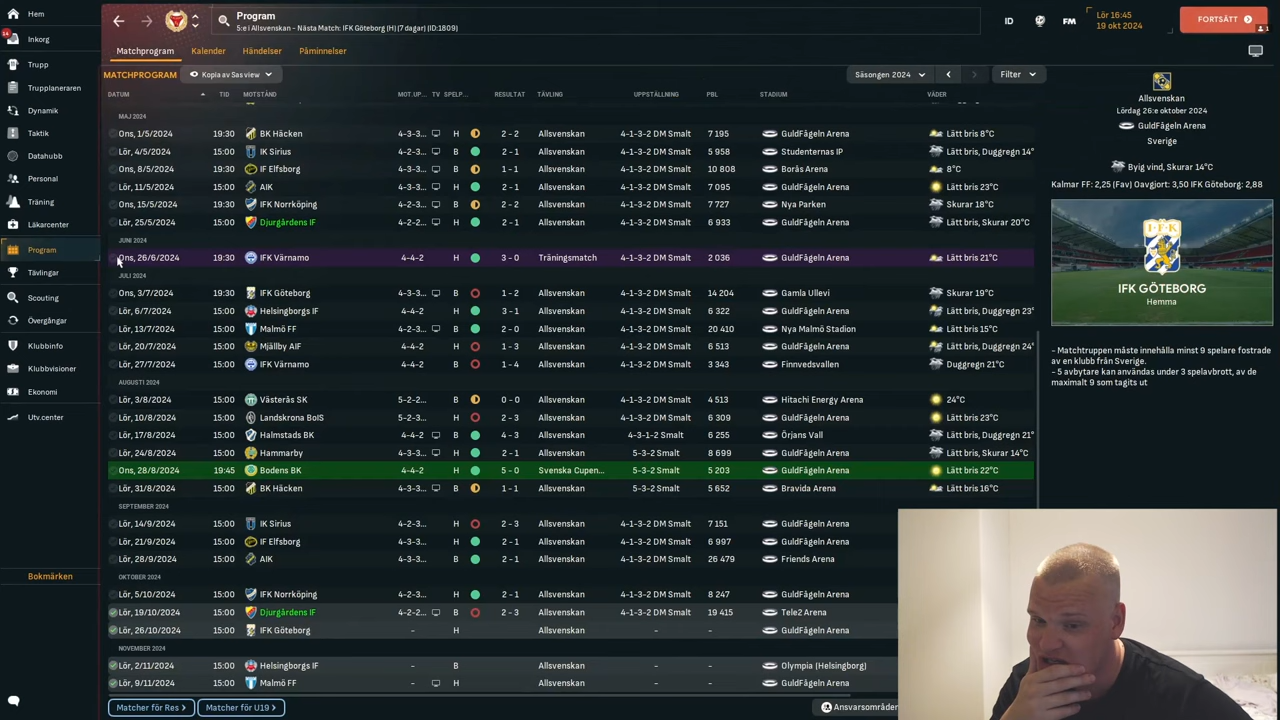 Hem
Program
5:e i Allsvenskan - Nästa Match: IFK Göteborg (H) (7 dagar) (ID:1809)
ID
FM
Lör 16:45
19 okt 2024
FORTSÄTT
1
14
Inkorg
Trupp
Truppplaneraren
Dynamik
Taktik
Datahubb
Personal
Träning
Läkarcenter
Program
Tävlingar
Scouting
Övergångar
Klubbinfo
Klubbvisioner
Ekonomi
Utv.center
Bokmärken
Matchprogram Kalender Händelser Påminnelser
MATCHPROGRAM Kopia av Sas view Säsongen 2024 Filter
DATUM TID MOTSTÅND MOT.UP... TV SPELP... RESULTAT TÄVLING UPPSTÄLLNING PBL STADIUM VÄDER
MAJ 2024
Ons, 1/5/2024 19:30 BK Häcken 4-3-3... H 2 - 2 Allsvenskan 4-1-3-2 DM Smalt 7 195 GuldFågeln Arena Lätt bris 8°C
Lör, 4/5/2024 15:00 IK Sirius 4-2-3... B 2 - 1 Allsvenskan 4-1-3-2 DM Smalt 5 958 Studenternas IP Lätt bris, Duggregn 14°
Ons, 8/5/2024 19:30 IF Elfsborg 4-3-3... B 1 - 1 Allsvenskan 4-1-3-2 DM Smalt 10 808 Borås Arena 8°C
Lör, 11/5/2024 15:00 AIK 4-3-3... H 2 - 1 Allsvenskan 4-1-3-2 DM Smalt 7 095 GuldFågeln Arena Lätt bris 23°C
Ons, 15/5/2024 19:30 IFK Norrköping 4-3-3... B 2 - 2 Allsvenskan 4-1-3-2 DM Smalt 7 727 Nya Parken Skurar 18°C
Lör, 25/5/2024 15:00 Djurgårdens IF 4-2-2... H 2 - 1 Allsvenskan 4-1-3-2 DM Smalt 6 933 GuldFågeln Arena Lätt bris, Skurar 20°C
JUNI 2024
Ons, 26/6/2024 19:30 IFK Värnamo 4-4-2 H 3 - 0 Träningsmatch 4-1-3-2 DM Smalt 2 036 GuldFågeln Arena Lätt bris 21°C
JULI 2024
Ons, 3/7/2024 19:30 IFK Göteborg 4-3-3... B 1 - 2 Allsvenskan 4-1-3-2 DM Smalt 14 204 Gamla Ullevi Skurar 19°C
Lör, 6/7/2024 15:00 Helsingborgs IF 4-4-2 H 3 - 1 Allsvenskan 4-1-3-2 DM Smalt 6 322 GuldFågeln Arena Lätt bris, Duggregn 23°
Lör, 13/7/2024 15:00 Malmö FF 4-2-3... B 2 - 0 Allsvenskan 4-1-3-2 DM Smalt 20 410 Nya Malmö Stadion Lätt bris 15°C
Lör, 20/7/2024 15:00 Mjällby AIF 4-4-2 H 1 - 3 Allsvenskan 4-1-3-2 DM Smalt 6 513 GuldFågeln Arena Lätt bris, Duggregn 24°
Lör, 27/7/2024 15:00 IFK Värnamo 4-4-2 B 1 - 4 Allsvenskan 4-1-3-2 DM Smalt 3 343 Finnvedsvallen Duggregn 21°C
AUGUSTI 2024
Lör, 3/8/2024 15:00 Västerås SK 5-2-2... B 0 - 0 Allsvenskan 4-1-3-2 DM Smalt 4 513 Hitachi Energy Arena 24°C
Lör, 10/8/2024 15:00 Landskrona BoIS 5-2-3... H 2 - 3 Allsvenskan 4-1-3-2 DM Smalt 6 309 GuldFågeln Arena Lätt bris 23°C
Lör, 17/8/2024 15:00 Halmstads BK 4-4-2 B 4 - 3 Allsvenskan 4-3-1-2 Smalt 6 255 Örjans Vall Lätt bris, Duggregn 21°
Lör, 24/8/2024 15:00 Hammarby 4-3-3... H 2 - 1 Allsvenskan 5-3-2 Smalt 8 699 GuldFågeln Arena Lätt bris, Skurar 14°C
Ons, 28/8/2024 19:45 Bodens BK 4-4-2 H 5 - 0 Svenska Cupen... 5-3-2 Smalt 5 203 GuldFågeln Arena Lätt bris 22°C
Lör, 31/8/2024 15:00 BK Häcken 4-3-3... B 1 - 1 Allsvenskan 5-3-2 Smalt 5 652 Bravida Arena Lätt bris 16°C
SEPTEMBER 2024
Lör, 14/9/2024 15:00 IK Sirius 4-2-3... H 2 - 3 Allsvenskan 4-1-3-2 DM Smalt 7 151 GuldFågeln Arena
Lör, 21/9/2024 15:00 IF Elfsborg 4-3-3... H 2 - 1 Allsvenskan 4-1-3-2 DM Smalt 6 997 GuldFågeln Arena
Lör, 28/9/2024 15:00 AIK 4-3-3... B 2 - 1 Allsvenskan 4-1-3-2 DM Smalt 26 479 Friends Arena
OKTOBER 2024
Lör, 5/10/2024 15:00 IFK Norrköping 4-3-3... H 2 - 1 Allsvenskan 4-1-3-2 DM Smalt 8 247 GuldFågeln Arena
Lör, 19/10/2024 15:00 Djurgårdens IF 4-2-2... B 2 - 3 Allsvenskan 4-1-3-2 DM Smalt 19 415 Tele2 Arena
Lör, 26/10/2024 15:00 IFK Göteborg - H Allsvenskan - - GuldFågeln Arena
NOVEMBER 2024
Lör, 2/11/2024 15:00 Helsingborgs IF - B Allsvenskan - - Olympia (Helsingborg)
Lör, 9/11/2024 15:00 Malmö FF - H Allsvenskan - - GuldFågeln Arena
Matcher för Res Matcher för U19 Ansvarsområden
Allsvenskan
Lördag 26:e oktober 2024
GuldFågeln Arena
Sverige
Byig vind, Skurar 14°C
Kalmar FF: 2,25 (Fav) Oavgjort: 3,50 IFK Göteborg: 2,88
I.F.K
IFK GÖTEBORG
Hemma
- Matchtruppen måste innehålla minst 9 spelare fostrade
av en klubb från Sverige.
- 5 avbytare kan användas under 3 spelavbrott, av de
maximalt 9 som tagits ut